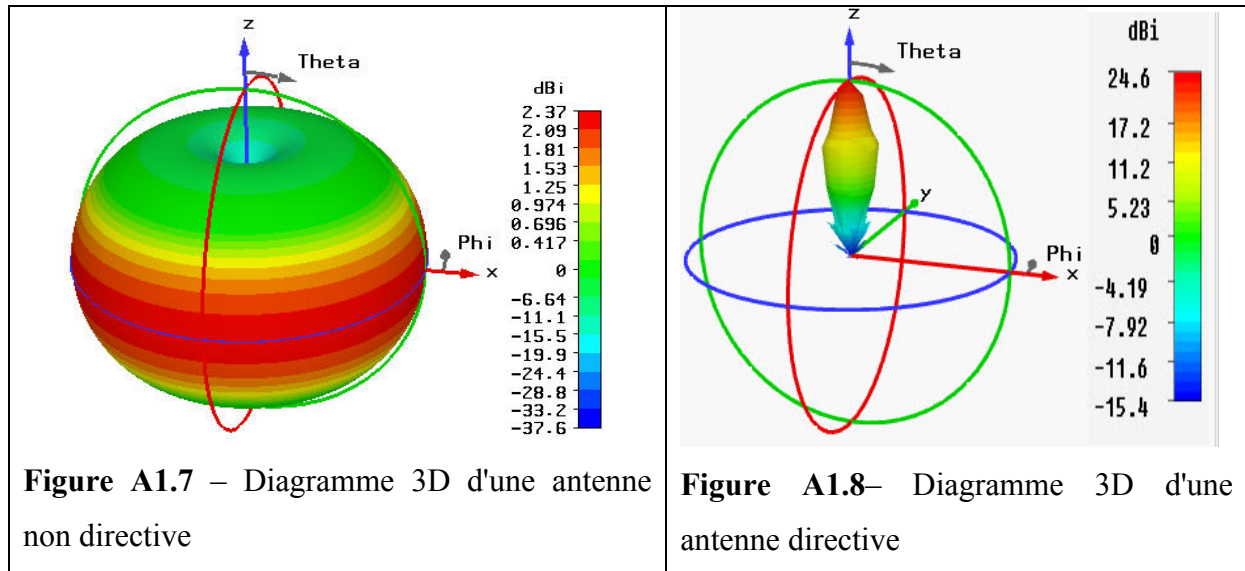 z
Theta
dBi
2.37
2.09
1.81
1.53
1.25
0.974
0.696
0.417
0
-6.64
-11.1
-15.5
-19.9
-24.4
-28.8
-33.2
-37.6
Phi
x
Figure A1.7 – Diagramme 3D d'une antenne
non directive
z
Theta
dBi
24.6
17.2
11.2
5.23
0
-4.19
-7.92
-11.6
-15.4
y
Phi
x
Figure A1.8– Diagramme 3D d'une
antenne directive